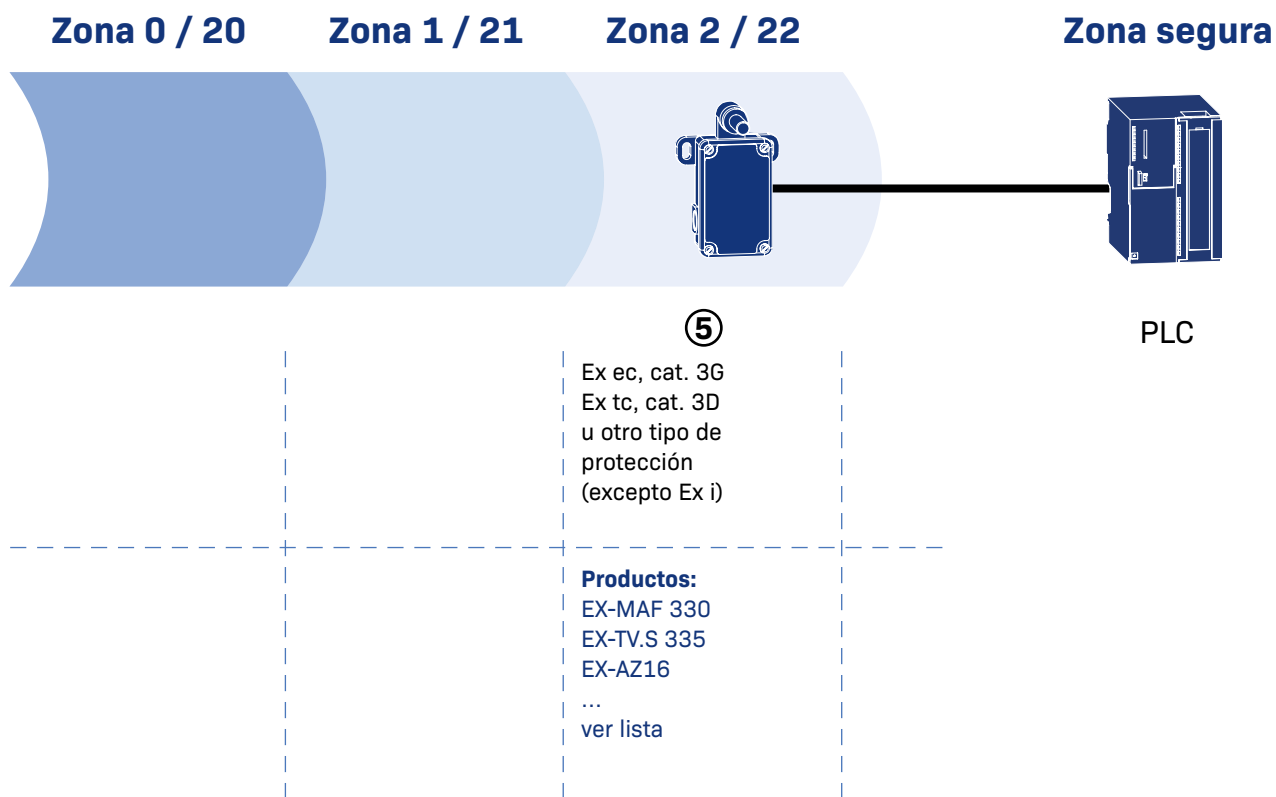 Zona 0 / 20
Zona 1 / 21
Zona 2 / 22
Zona segura
⑤
PLC
Ex ec, cat. 3G
Ex tc, cat. 3D
u otro tipo de
protección
(excepto Ex i)
Productos:
EX-MAF 330
EX-TV.S 335
EX-AZ16
...
ver lista